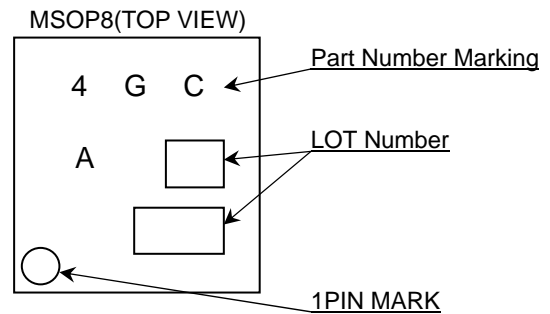 MSOP8(TOP VIEW)
Part Number Marking
4 G C
LOT Number
A
1PIN MARK